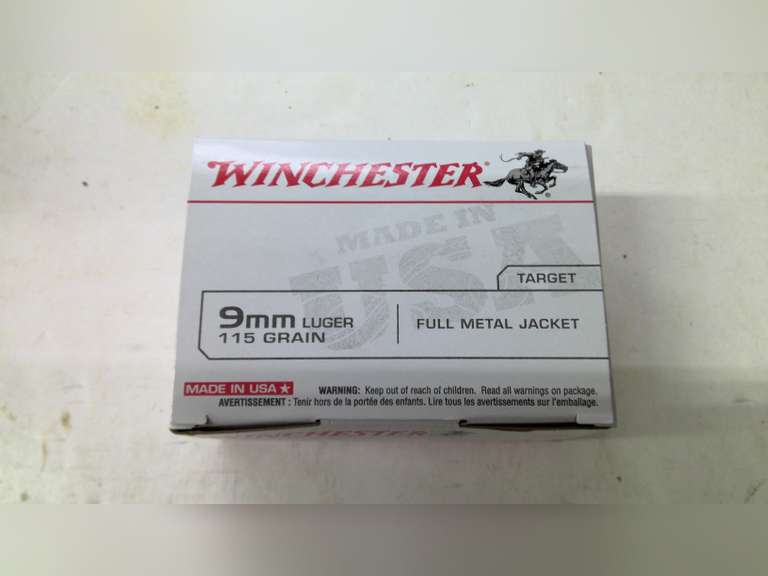 WINCHESTER®
MADE IN
USA
TARGET
9mm LUGER
115 GRAIN
FULL METAL JACKET
MADE IN USA ★
WARNING: Keep out of reach of children. Read all warnings on package.
AVERTISSEMENT : Tenir hors de la portée des enfants. Lire tous les avertissements sur l'emballage.
WINCHESTER